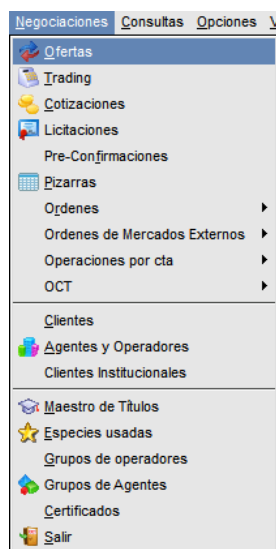 Negociaciones Consultas Opciones V
Ofertas
Trading
Cotizaciones
Licitaciones
Pre-Confirmaciones
Pizarras
Ordenes
Ordenes de Mercados Externos
Operaciones por cta
OCT
Clientes
Agentes y Operadores
Clientes Institucionales
Maestro de Títulos
Especies usadas
Grupos de operadores
Grupos de Agentes
Certificados
Salir